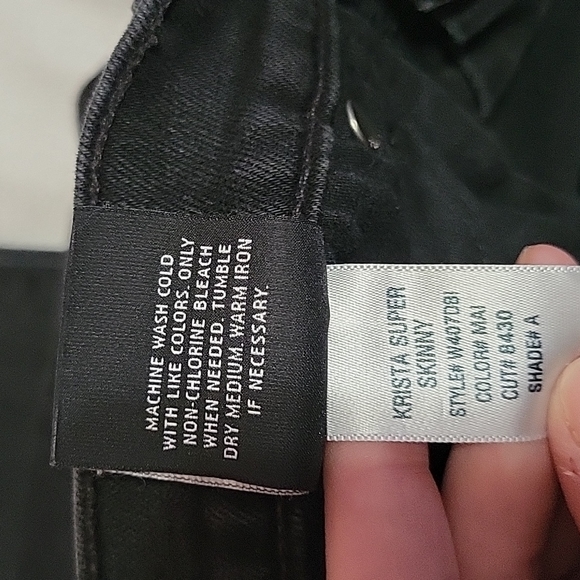 MACHINE WASH COLD
WITH LIKE COLORS. ONLY
NON-CHLORINE BLEACH
WHEN NEEDED. TUMBLE
DRY MEDIUM. WARM IRON
IF NECESSARY.
KRISTA SUPER
SKINNY
STYLE# W407D8I
COLOR# MAI
CUT# 8430
SHADE# A